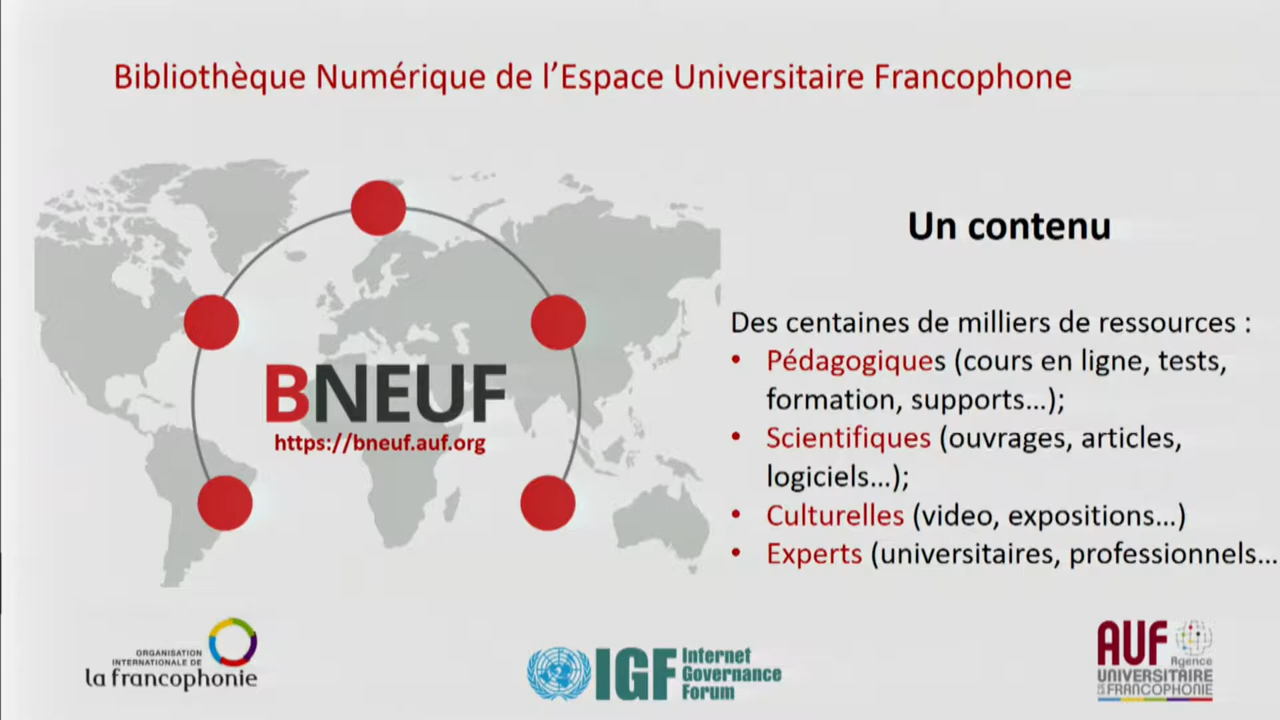 Bibliothèque Numérique de l’Espace Universitaire Francophone
BNEUF
https://bneuf.auf.org
Un contenu
Des centaines de milliers de ressources :
• Pédagogiques (cours en ligne, tests,
formation, supports...);
• Scientifiques (ouvrages, articles,
logiciels...);
• Culturelles (video, expositions...)
• Experts (universitaires, professionnels...
ORGANISATION
INTERNATIONALE DE
la francophonie
IGF
Internet
Governance
Forum
AUF
Agence
UNIVERSITAIRE
DE LA FRANCOPHONIE